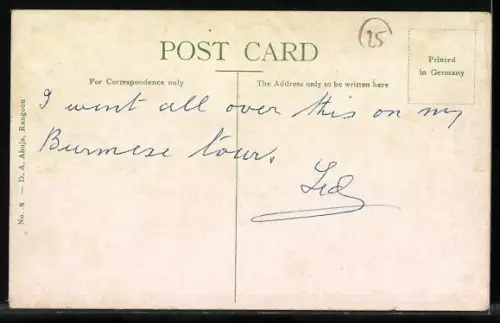 25
POST CARD
Printed
in Germany
For Correspondence only
The Address only to be written here
I went all over this on my
Burmese tour.
No. 8 — D. A. Ahuja, Rangoon